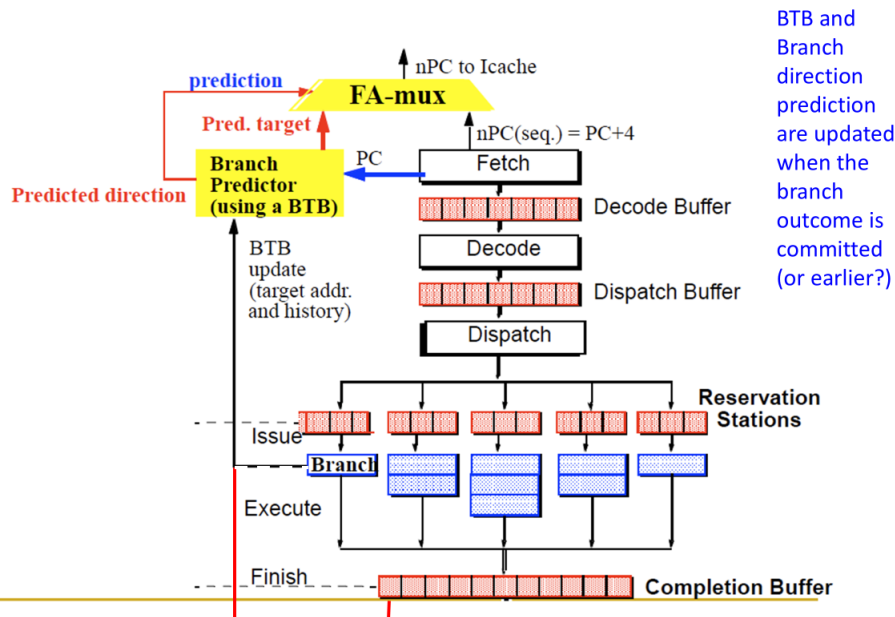 BTB and
Branch
direction
prediction
are updated
when the
branch
outcome is
committed
(or earlier?)
nPC to Icache
prediction
FA-mux
Pred. target
nPC(seq.) = PC+4
PC
Fetch
Branch
Predictor
(using a BTB)
Predicted direction
Decode Buffer
BTB
update
(target addr.
and history)
Decode
Dispatch Buffer
Dispatch
Reservation
Stations
Issue
Branch
Execute
Finish
Completion Buffer